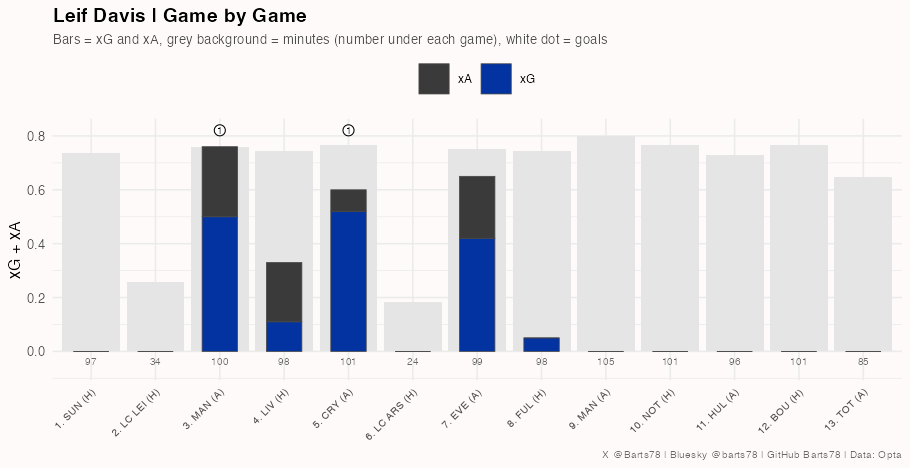 Leif Davis | Game by Game
Bars = xG and xA, grey background = minutes (number under each game), white dot = goals
xA xG
xG + xA
0.8
0.6
0.4
0.2
0.0
1 1
97 34 100 98 101 24 99 98 105 101 96 101 85
1. SUN (H)
2. LC LEI (H)
3. MAN (A)
4. LIV (H)
5. CRY (A)
6. LC ARS (H)
7. EVE (A)
8. FUL (H)
9. MAN (A)
10. NOT (H)
11. HUL (A)
12. BOU (H)
13. TOT (A)
X @Barts78 | Bluesky @barts78 | GitHub Barts78 | Data: Opta